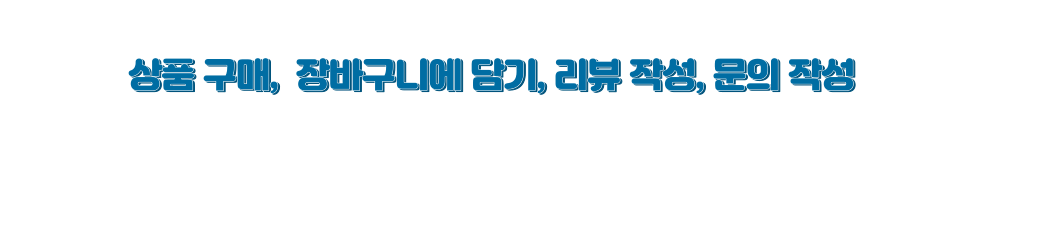 상품 구매, 장바구니에 담기, 리뷰 작성, 문의 작성